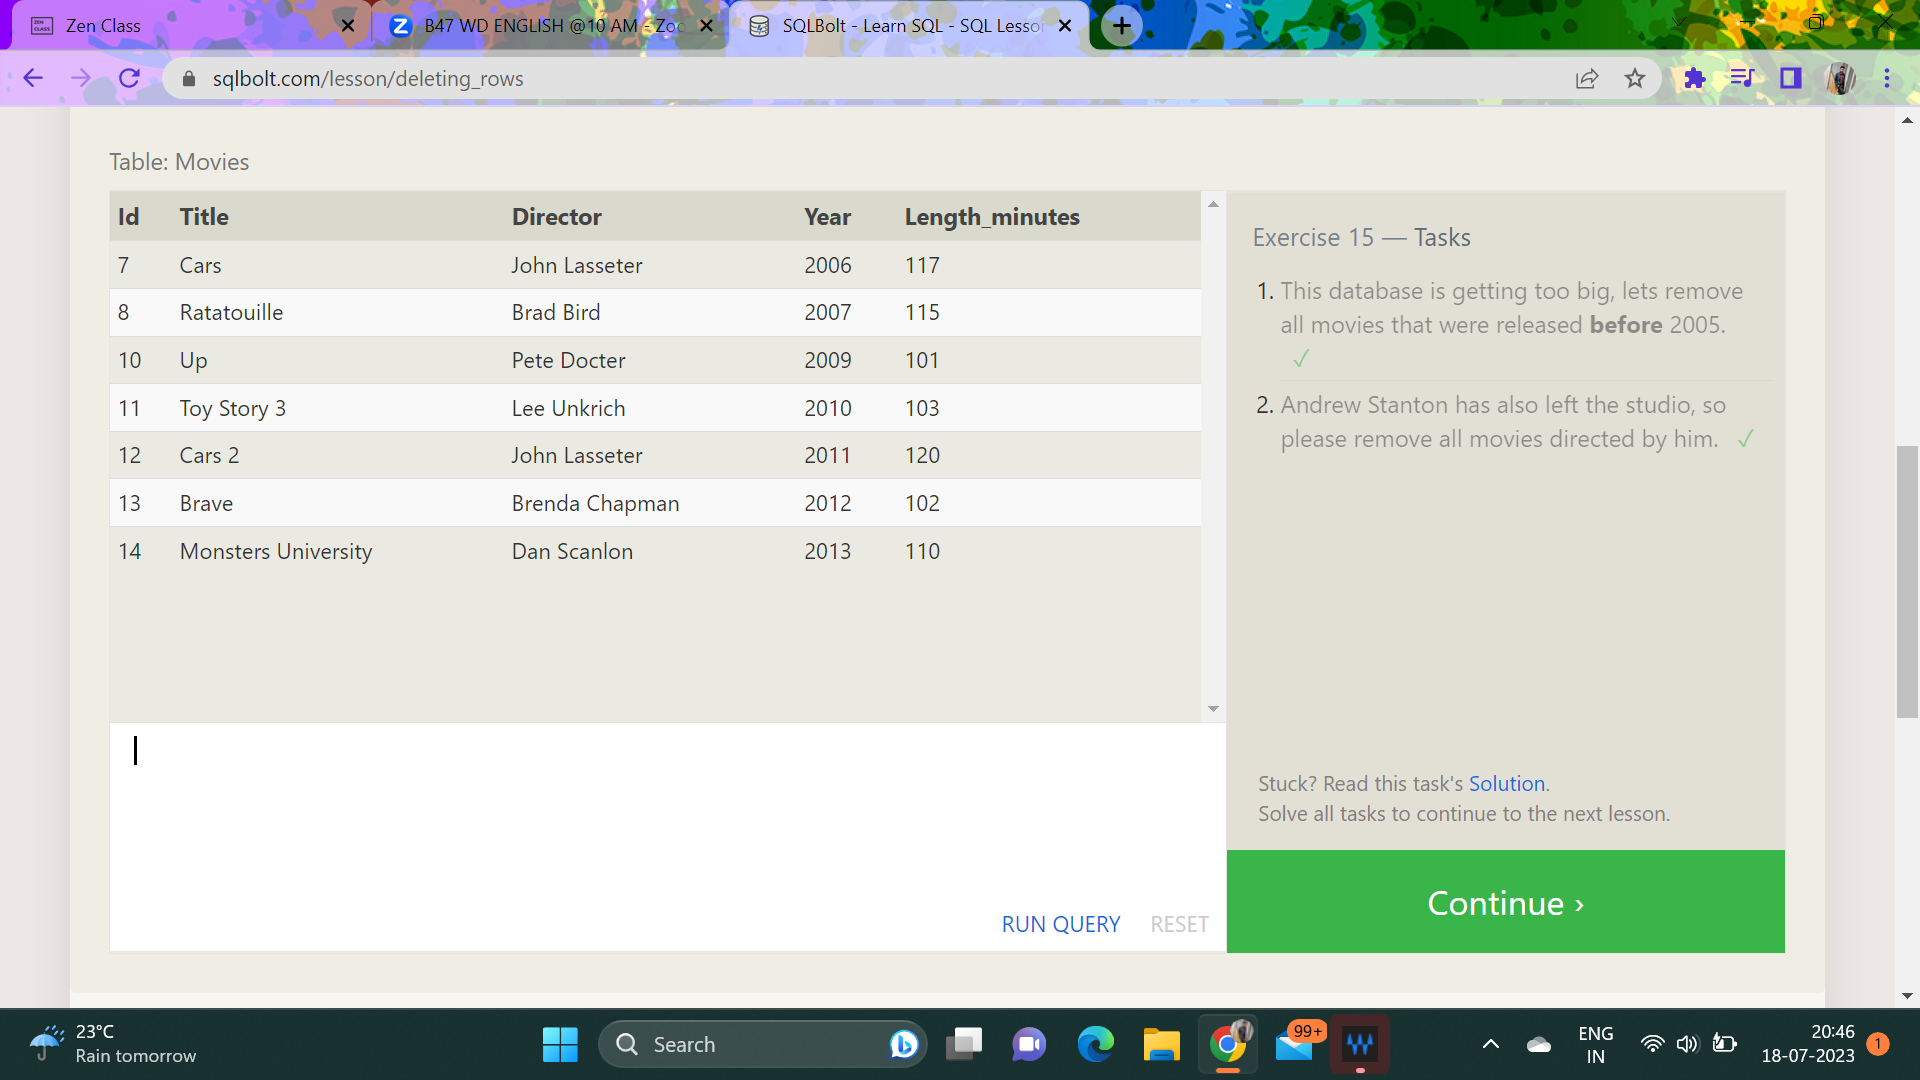 Zen Class
B47 WD ENGLISH @10 AM - Zoo
SQLBolt - Learn SQL - SQL Lesson
sqlbolt.com/lesson/deleting_rows
Table: Movies
Id Title Director Year Length_minutes
7 Cars John Lasseter 2006 117
8 Ratatouille Brad Bird 2007 115
10 Up Pete Docter 2009 101
11 Toy Story 3 Lee Unkrich 2010 103
12 Cars 2 John Lasseter 2011 120
13 Brave Brenda Chapman 2012 102
14 Monsters University Dan Scanlon 2013 110
RUN QUERY RESET
Exercise 15 — Tasks
1. This database is getting too big, lets remove
all movies that were released before 2005.
✓
2. Andrew Stanton has also left the studio, so
please remove all movies directed by him. ✓
Stuck? Read this task's Solution.
Solve all tasks to continue to the next lesson.
Continue ›
23°C
Rain tomorrow
Search
99+
ENG
IN
20:46
18-07-2023
1